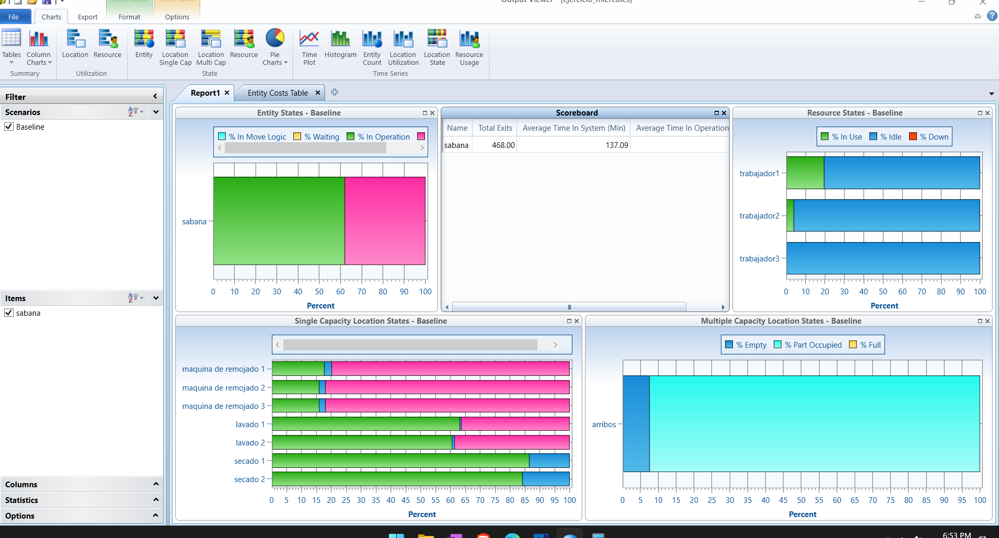 Output Viewer - [ejercicio_miercoles]
File Charts Export Format Options
Tables Column Charts Location Resource Entity Location Single Cap Location Multi Cap Resource Pie Charts Time Plot Histogram Entity Count Location Utilization Location State Resource Usage
Summary Utilization State Time Series
Report1 Entity Costs Table
Filter
Scenarios
Baseline
Items
sabana
Columns
Statistics
Options
Entity States - Baseline
% In Move Logic % Waiting % In Operation
sabana
0 10 20 30 40 50 60 70 80 90 100
Percent
Scoreboard
Name Total Exits Average Time In System (Min) Average Time In Operation
sabana 468.00 137.09
Resource States - Baseline
% In Use % Idle % Down
trabajador1
trabajador2
trabajador3
0 10 20 30 40 50 60 70 80 90 100
Percent
Single Capacity Location States - Baseline
maquina de remojado 1
maquina de remojado 2
maquina de remojado 3
lavado 1
lavado 2
secado 1
secado 2
0 5 10 15 20 25 30 35 40 45 50 55 60 65 70 75 80 85 90 95 100
Percent
Multiple Capacity Location States - Baseline
% Empty % Part Occupied % Full
arribos
0 5 10 15 20 25 30 35 40 45 50 55 60 65 70 75 80 85 90 95 100
Percent
6:53 PM